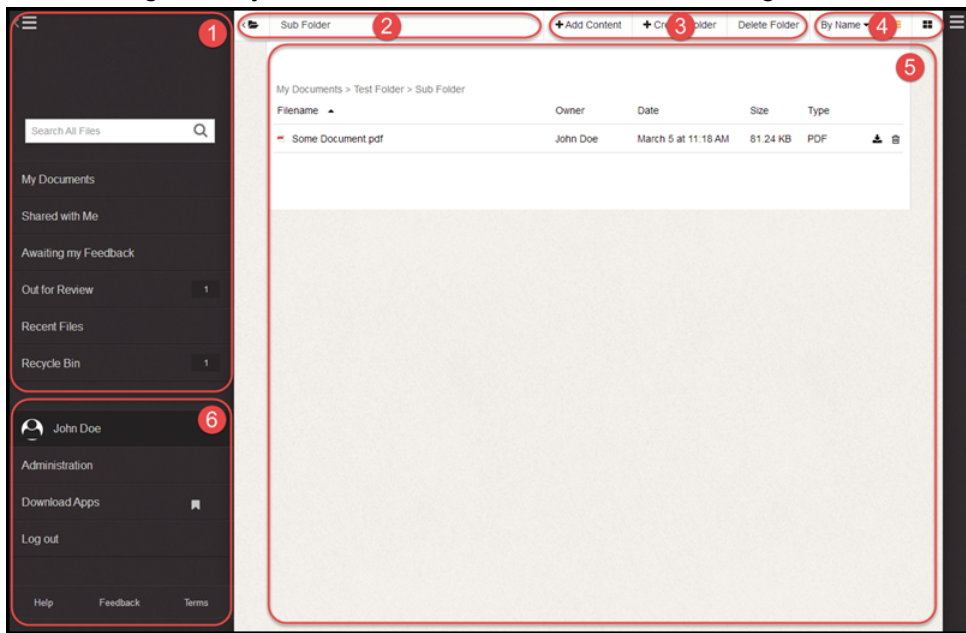 1
Search All Files
My Documents
Shared with Me
Awaiting my Feedback
Out for Review 1
Recent Files
Recycle Bin 1
6
John Doe
Administration
Download Apps
Log out
Help Feedback Terms
Sub Folder 2 Add Content 3 Folder Delete Folder By Name 4
5
My Documents > Test Folder > Sub Folder
Filename Owner Date Size Type
Some Document.pdf John Doe March 5 at 11:18 AM 81.24 KB PDF